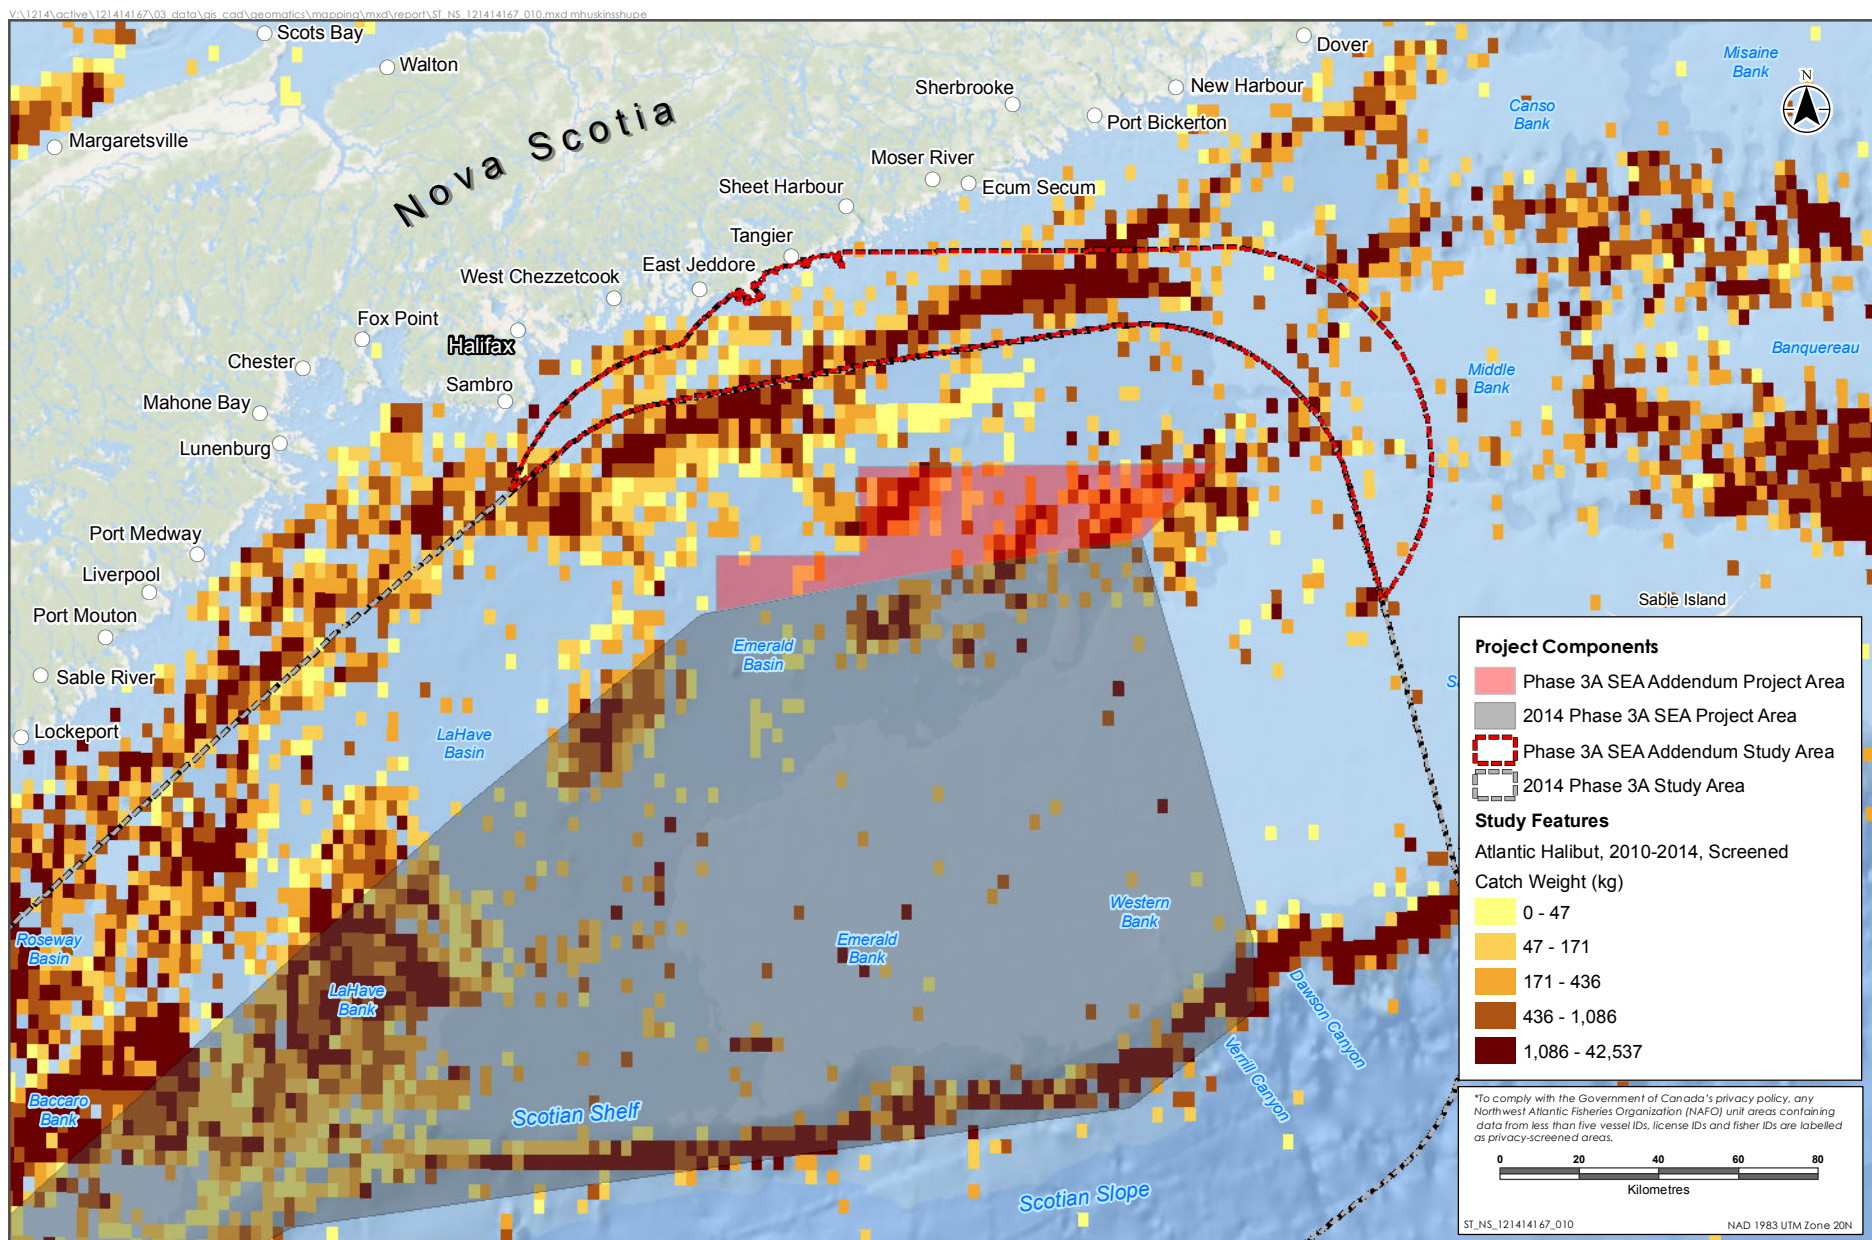 V:\1214\active\121414167\03_data\gis_cad\geomatics\mapping\mxd\report\ST_NS_121414167_010.mxd mhuskinsshupe
Scots Bay
Walton
Dover
Misaine
Bank
N
Sherbrooke
New Harbour
Canso
Bank
Port Bickerton
Margaretsville
Nova Scotia
Moser River
Sheet Harbour
Ecum Secum
Tangier
West Chezzetcook
East Jeddore
Fox Point
Halifax
Chester
Banquereau
Middle
Bank
Sambro
Mahone Bay
Lunenburg
Port Medway
Liverpool
Port Mouton
Sable Island
Emerald
Basin
Sable River
Lockeport
LaHave
Basin
Western
Bank
Roseway
Basin
Emerald
Bank
LaHave
Bank
Dawson Canyon
Verrill Canyon
Baccaro
Bank
Scotian Shelf
Scotian Slope
Project Components
Phase 3A SEA Addendum Project Area
2014 Phase 3A SEA Project Area
Phase 3A SEA Addendum Study Area
2014 Phase 3A Study Area
Study Features
Atlantic Halibut, 2010-2014, Screened
Catch Weight (kg)
0 - 47
47 - 171
171 - 436
436 - 1,086
1,086 - 42,537
*To comply with the Government of Canada's privacy policy, any
Northwest Atlantic Fisheries Organization (NAFO) unit areas containing
data from less than five vessel IDs, license IDs and fisher IDs are labelled
as privacy-screened areas.
0 20 40 60 80
Kilometres
ST_NS_121414167_010 NAD 1983 UTM Zone 20N